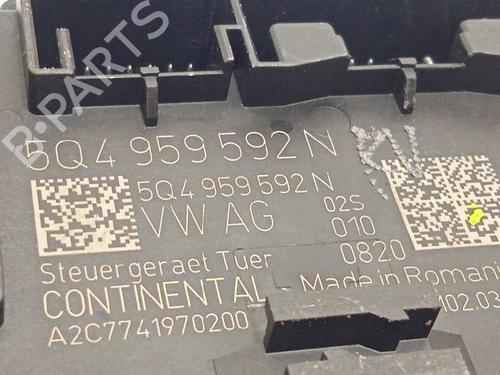 B-PARTS
5Q4 959 592 N
5Q4 959 592 N
VW AG
02S
010
0820
Steuergeraet Tuer
CONTINENTAL
Made in Romani
A2C7741970200
102.03